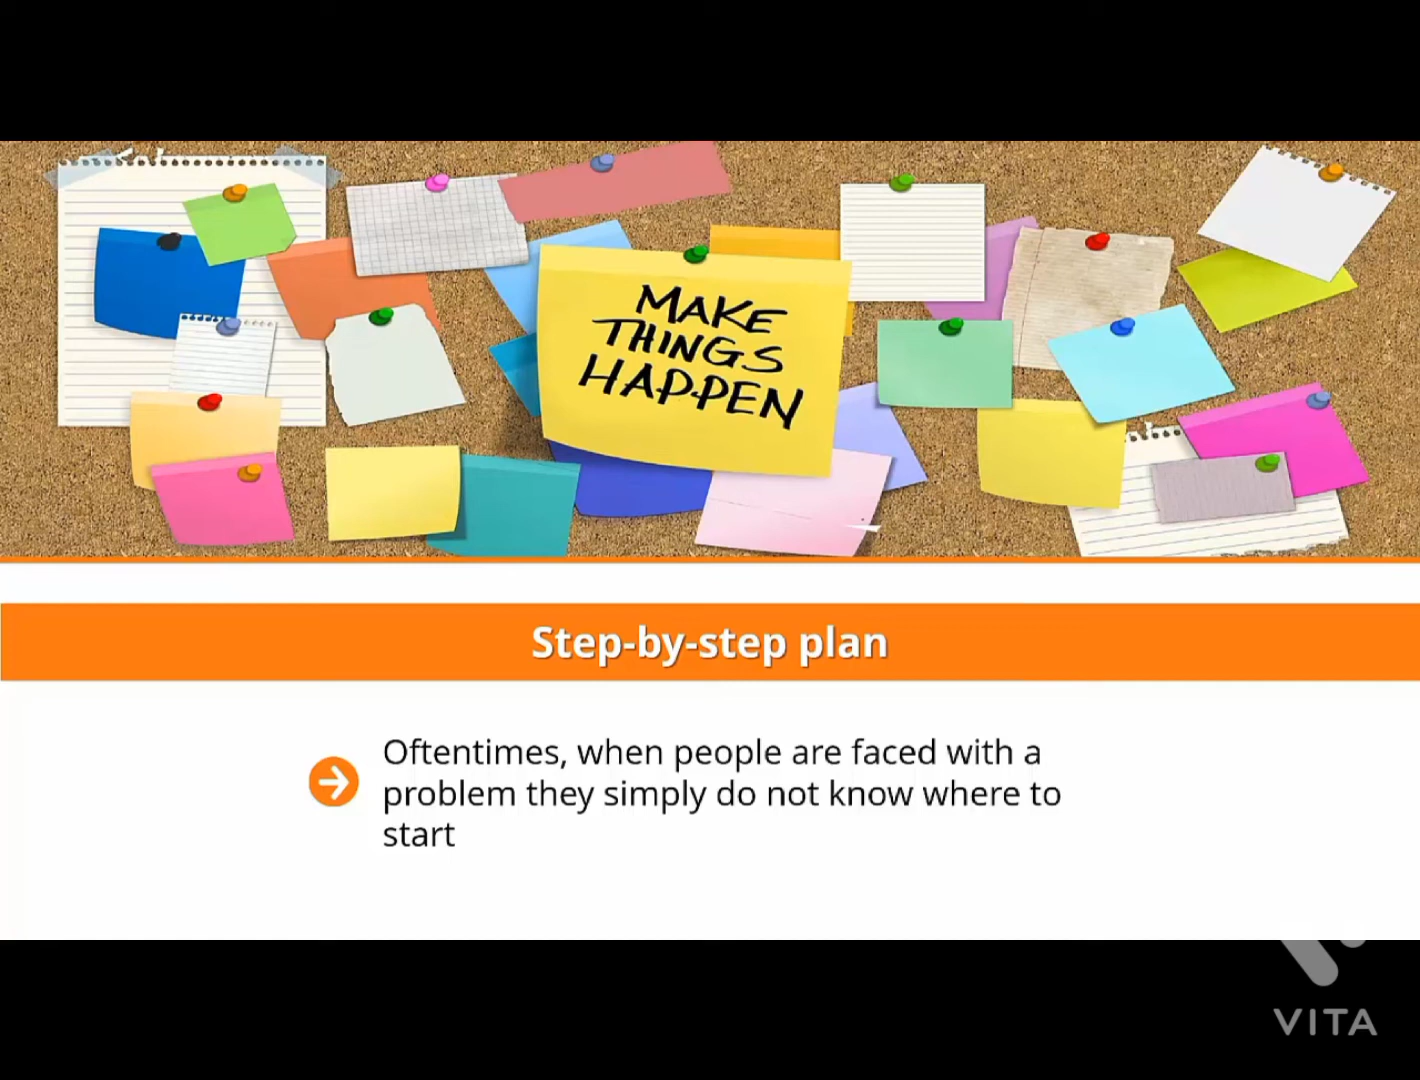 MAKE
THINGS
HAPPEN
Step-by-step plan
Oftentimes, when people are faced with a
problem they simply do not know where to
start
VITA